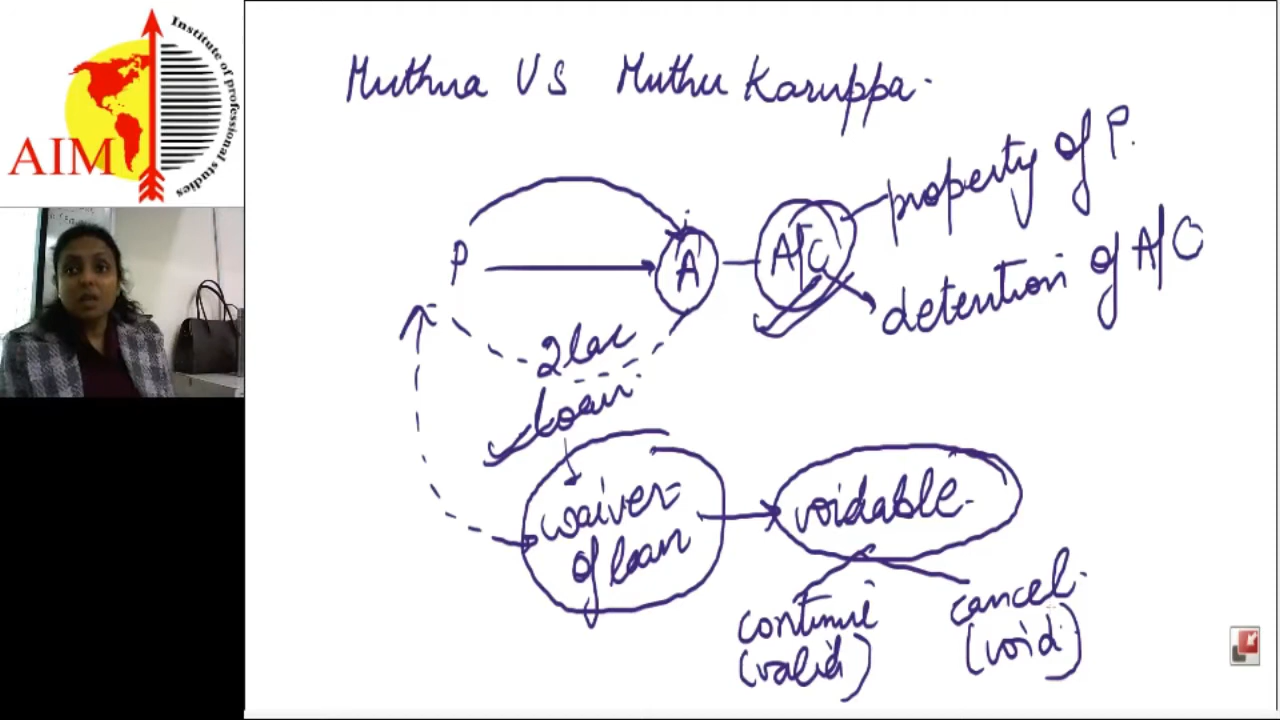 AIM
Institute of professional studies
Muthua VS Muthu Karuppa.
property of P.
P
A
A/C
detention of A/C
2 lac
loan.
waiver
of loan
voidable.
continue
(valid)
cancel.
(void)